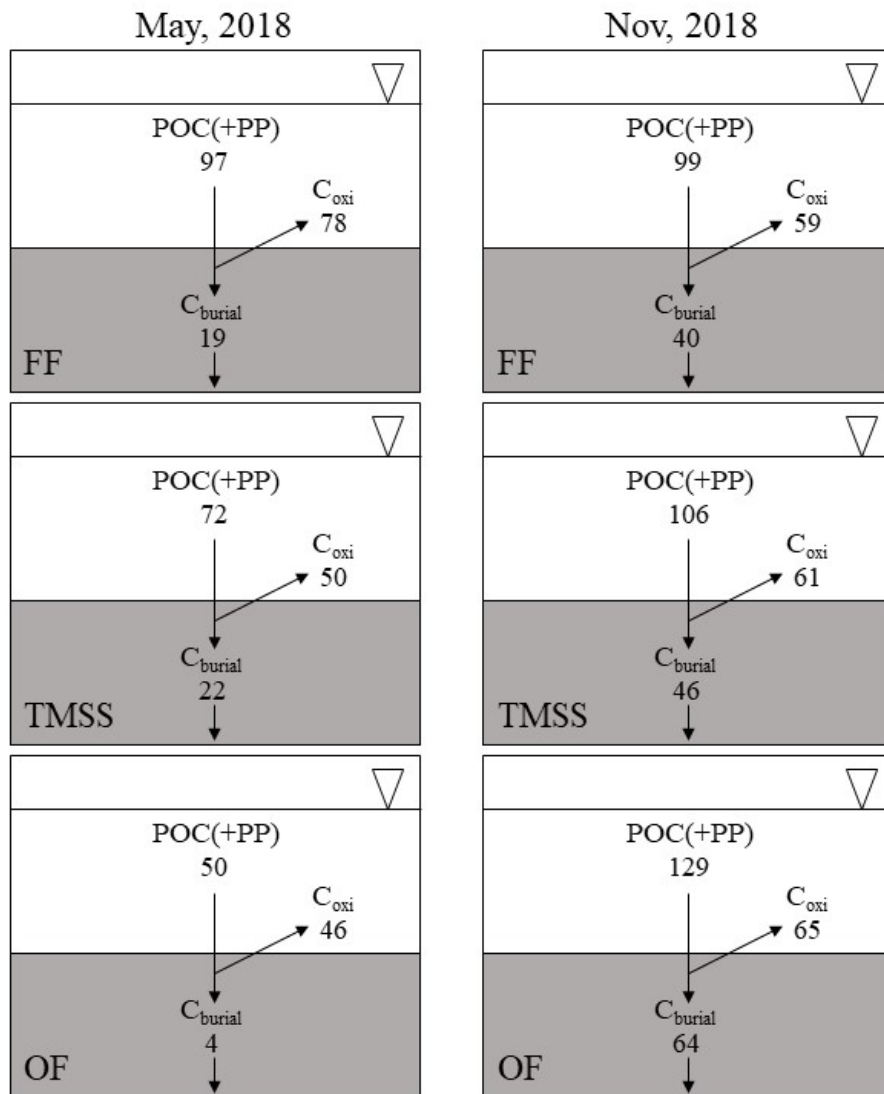 May, 2018
POC(+PP)
97
C_oxi
78
C_burial
19
FF
POC(+PP)
72
C_oxi
50
C_burial
22
TMSS
POC(+PP)
50
C_oxi
46
C_burial
4
OF
Nov, 2018
POC(+PP)
99
C_oxi
59
C_burial
40
FF
POC(+PP)
106
C_oxi
61
C_burial
46
TMSS
POC(+PP)
129
C_oxi
65
C_burial
64
OF